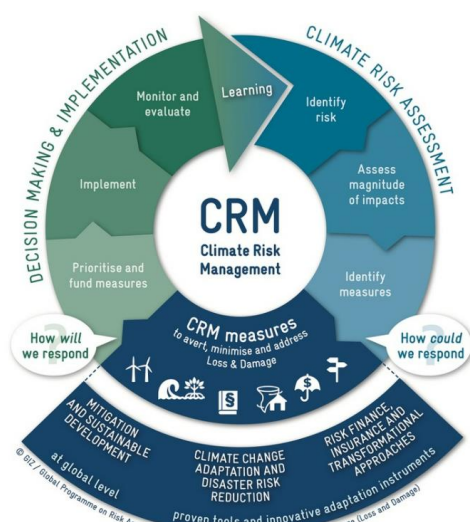 DECISION MAKING & IMPLEMENTATION
CLIMATE RISK ASSESSMENT
Learning
Monitor and
evaluate
Implement
Prioritise and
fund measures
Identify
risk
Assess
magnitude
of impacts
Identify
measures
CRM
Climate Risk
Management
How will
we respond
?
How could
we respond
?
CRM measures
to avert, minimise and address
Loss & Damage
§
$
MITIGATION
AND SUSTAINABLE
DEVELOPMENT
at global level
CLIMATE CHANGE
ADAPTATION AND
DISASTER RISK
REDUCTION
RISK FINANCE,
INSURANCE AND
TRANSFORMATIONAL
APPROACHES
proven tools and innovative adaptation instruments
© GIZ / Global Programme on Risk
(Loss and Damage)